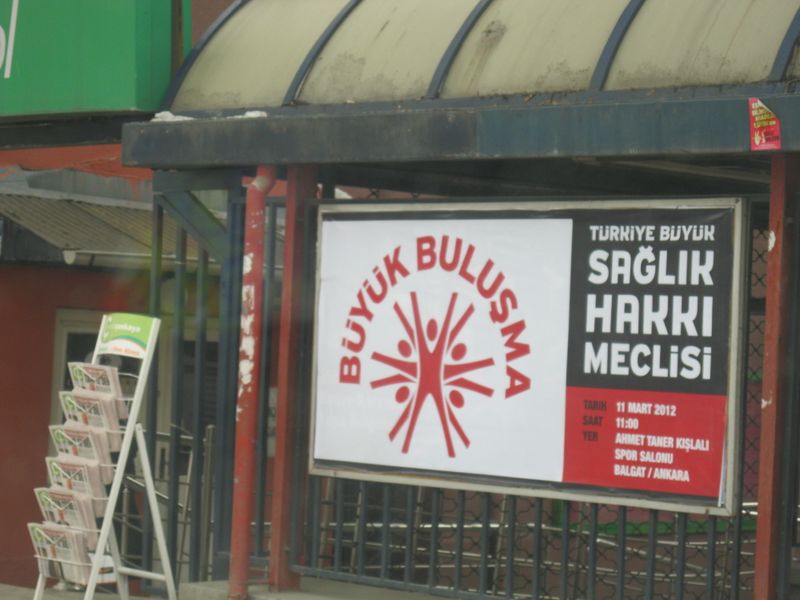 BÜYÜK BULUŞMA
TÜRKİYE BÜYÜK
SAĞLIK
HAKKI
MECLİSİ
TARİH 11 MART 2012
SAAT 11:00
YER AHMET TANER KIŞLALI
SPOR SALONU
BALGAT / ANKARA